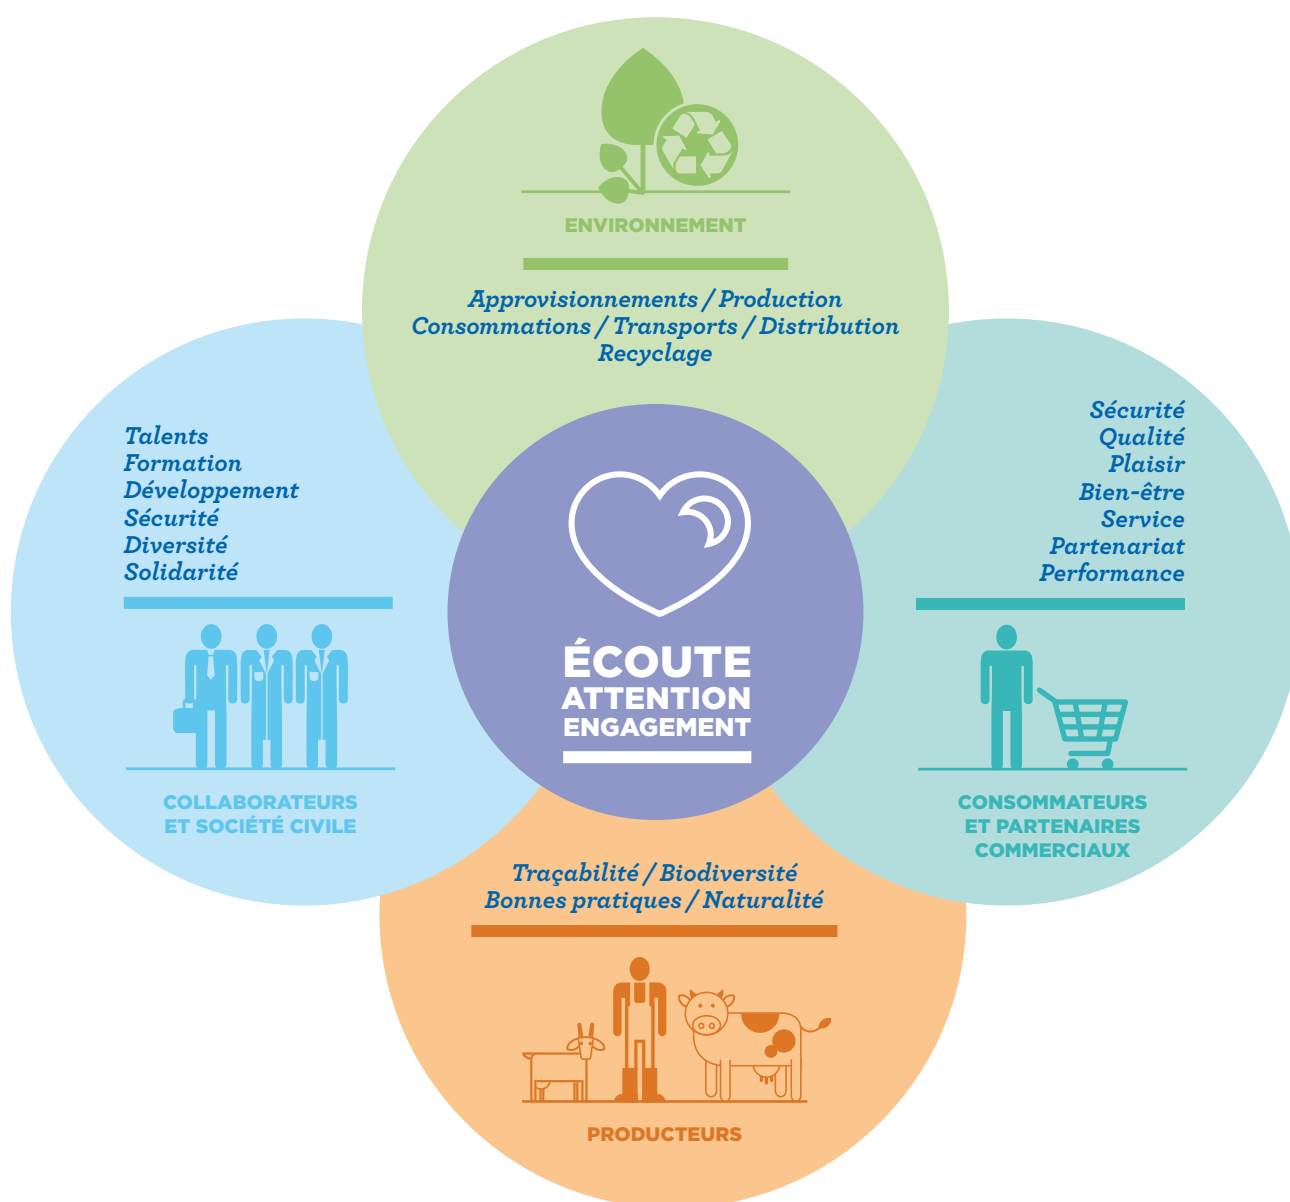 ENVIRONNEMENT
Approvisionnements / Production
Consommations / Transports / Distribution
Recyclage
Talents
Formation
Développement
Sécurité
Diversité
Solidarité
COLLABORATEURS
ET SOCIÉTÉ CIVILE
ÉCOUTE
ATTENTION
ENGAGEMENT
Sécurité
Qualité
Plaisir
Bien-être
Service
Partenariat
Performance
CONSOMMATEURS
ET PARTENAIRES
COMMERCIAUX
Traçabilité / Biodiversité
Bonnes pratiques / Naturalité
PRODUCTEURS